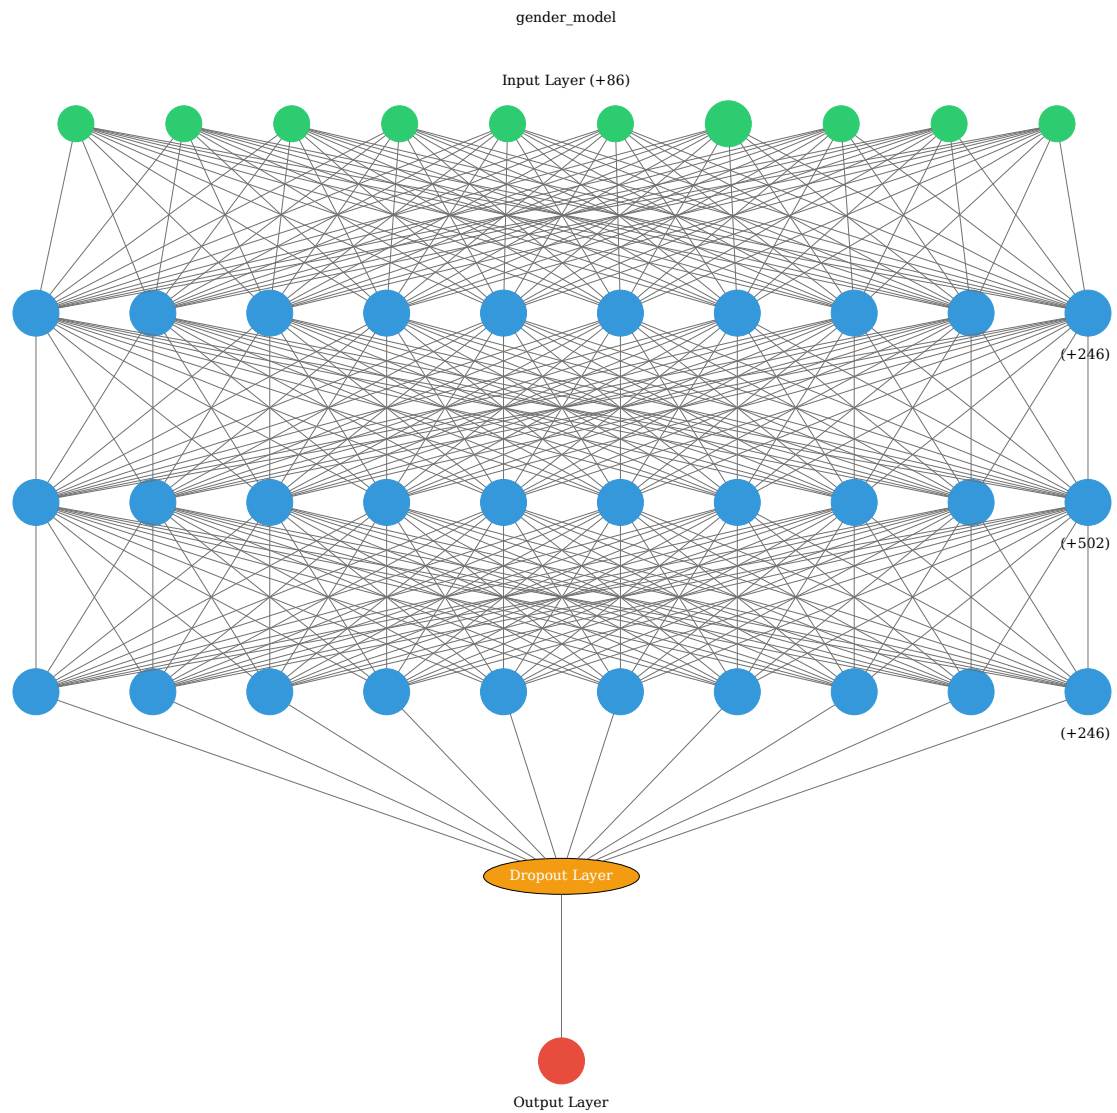 gender_model
Input Layer (+86)
(+246)
(+502)
(+246)
Dropout Layer
Output Layer